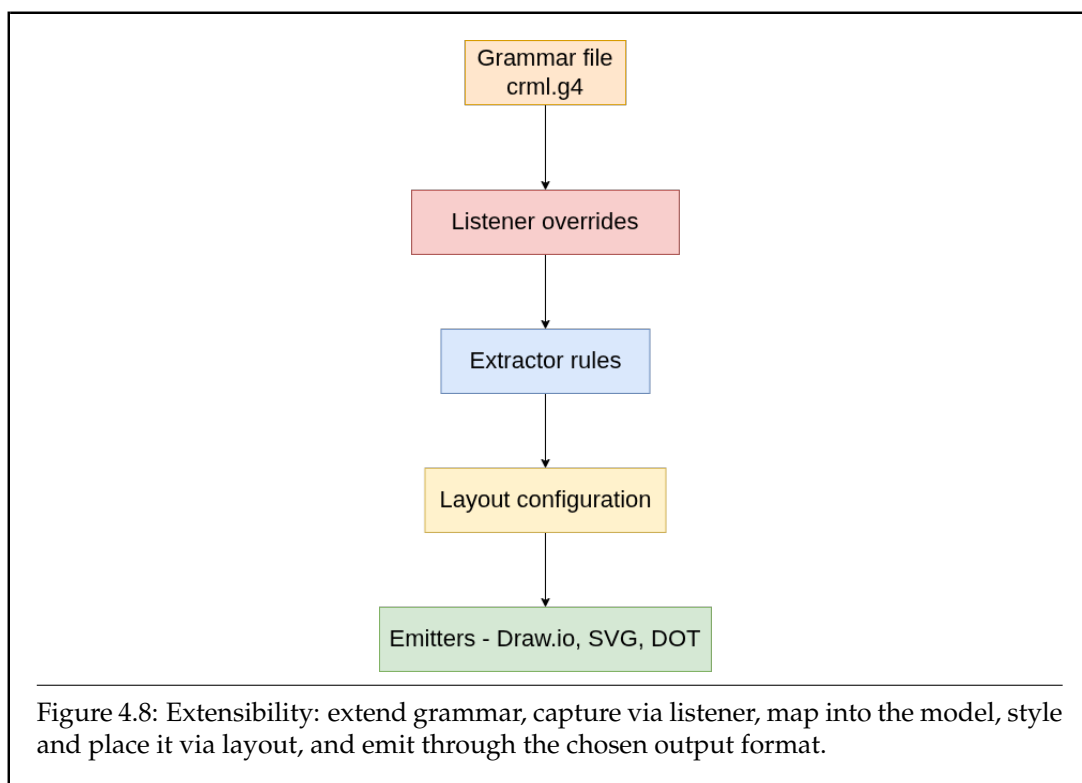 Grammar file
crml.g4
Listener overrides
Extractor rules
Layout configuration
Emitters - Draw.io, SVG, DOT
Figure 4.8: Extensibility: extend grammar, capture via listener, map into the model, style
and place it via layout, and emit through the chosen output format.